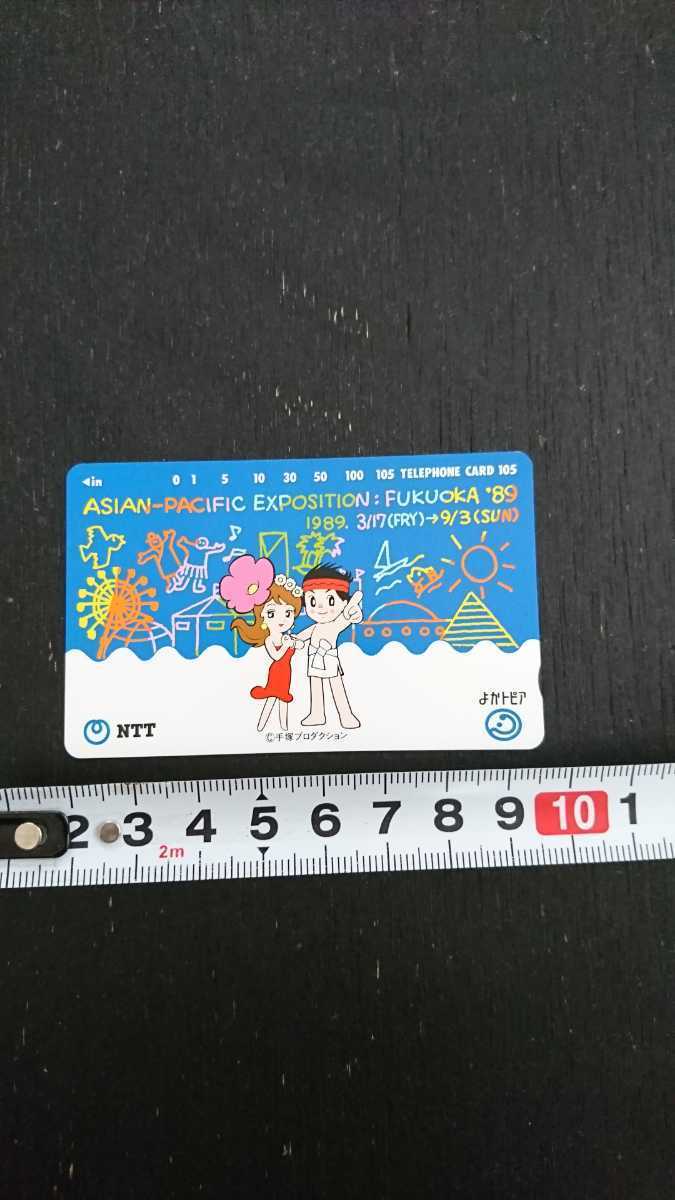 ◀in 0 1 5 10 30 50 100 105 TELEPHONE CARD 105
ASIAN-PACIFIC EXPOSITION: FUKUOKA '89
1989. 3/17(FRY)→9/3(SUN)
よかトピア
NTT
©手塚プロダクション
2 3 4 5 6 7 8 9 10 1
2m